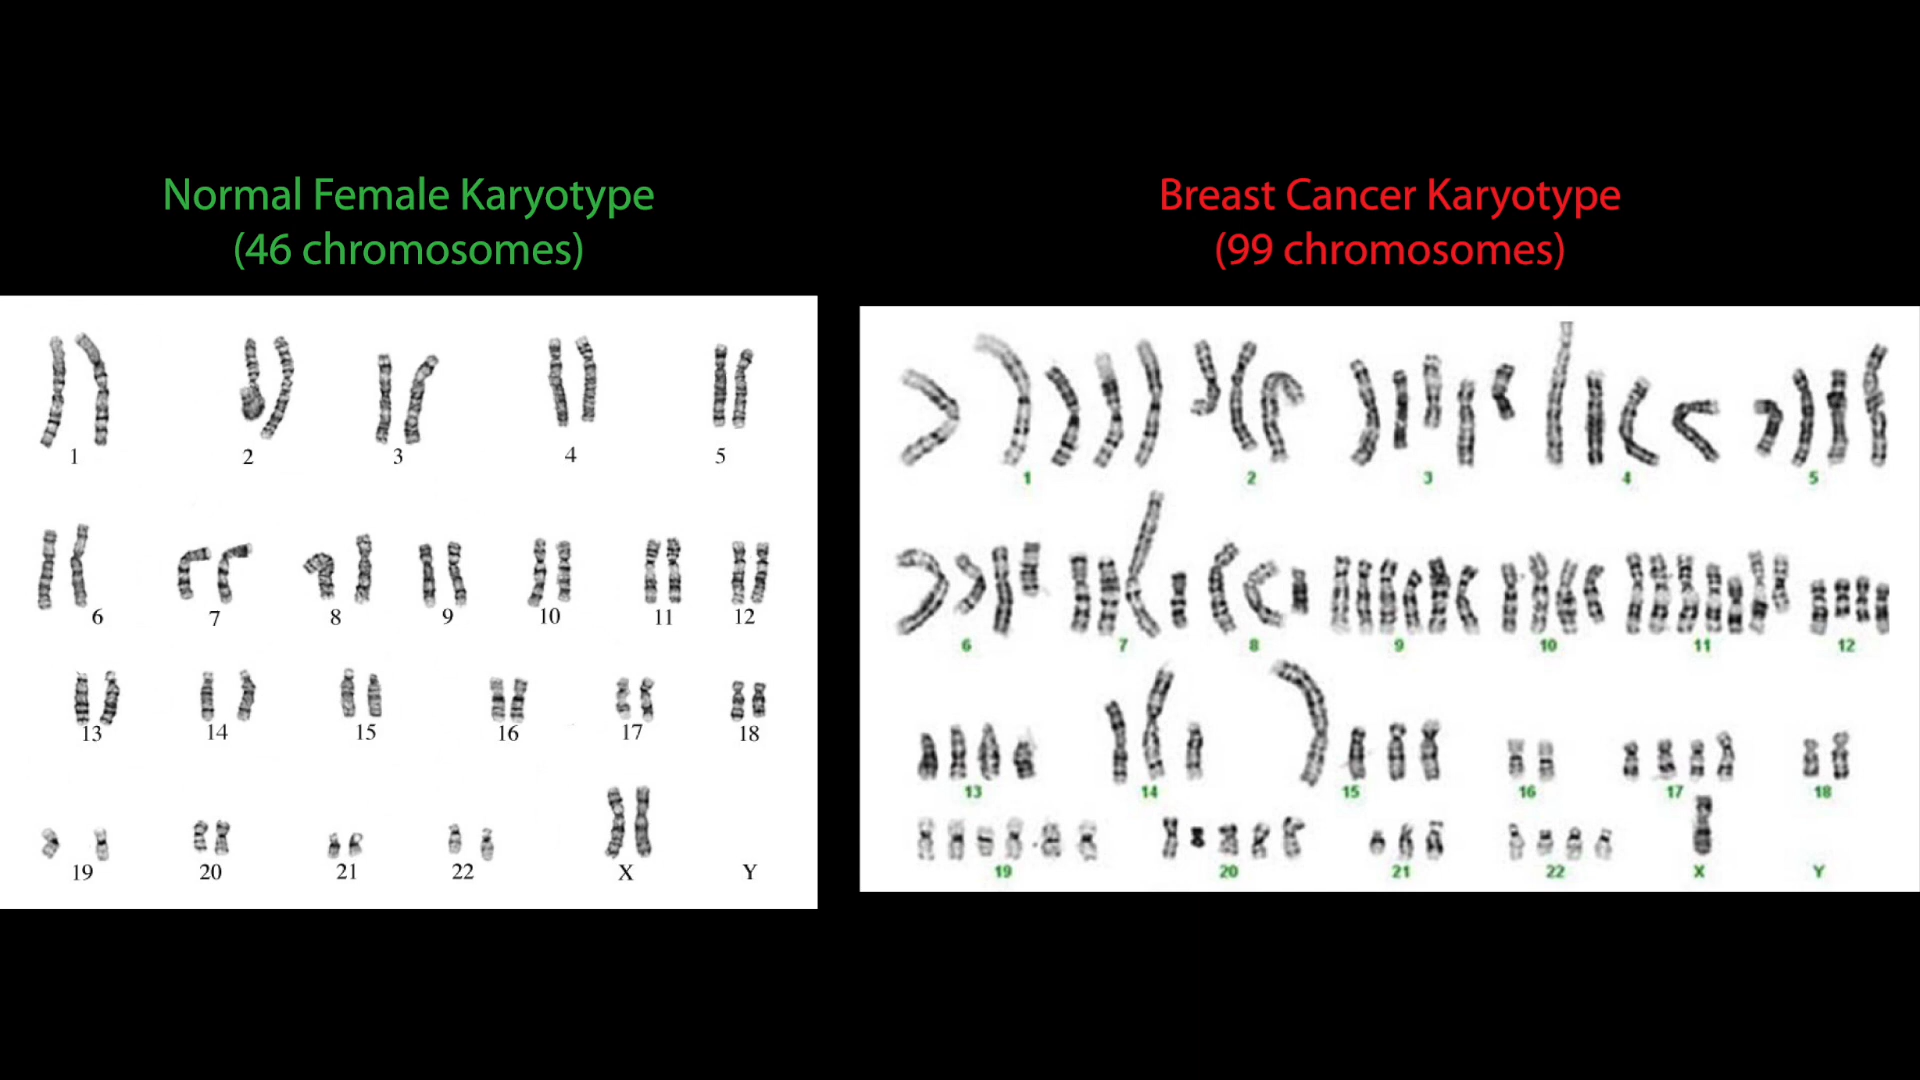 Normal Female Karyotype
(46 chromosomes)
1 2 3 4 5
6 7 8 9 10 11 12
13 14 15 16 17 18
19 20 21 22 X Y
Breast Cancer Karyotype
(99 chromosomes)
1 2 3 4 5
6 7 8 9 10 11 12
13 14 15 16 17 18
19 20 21 22 X Y